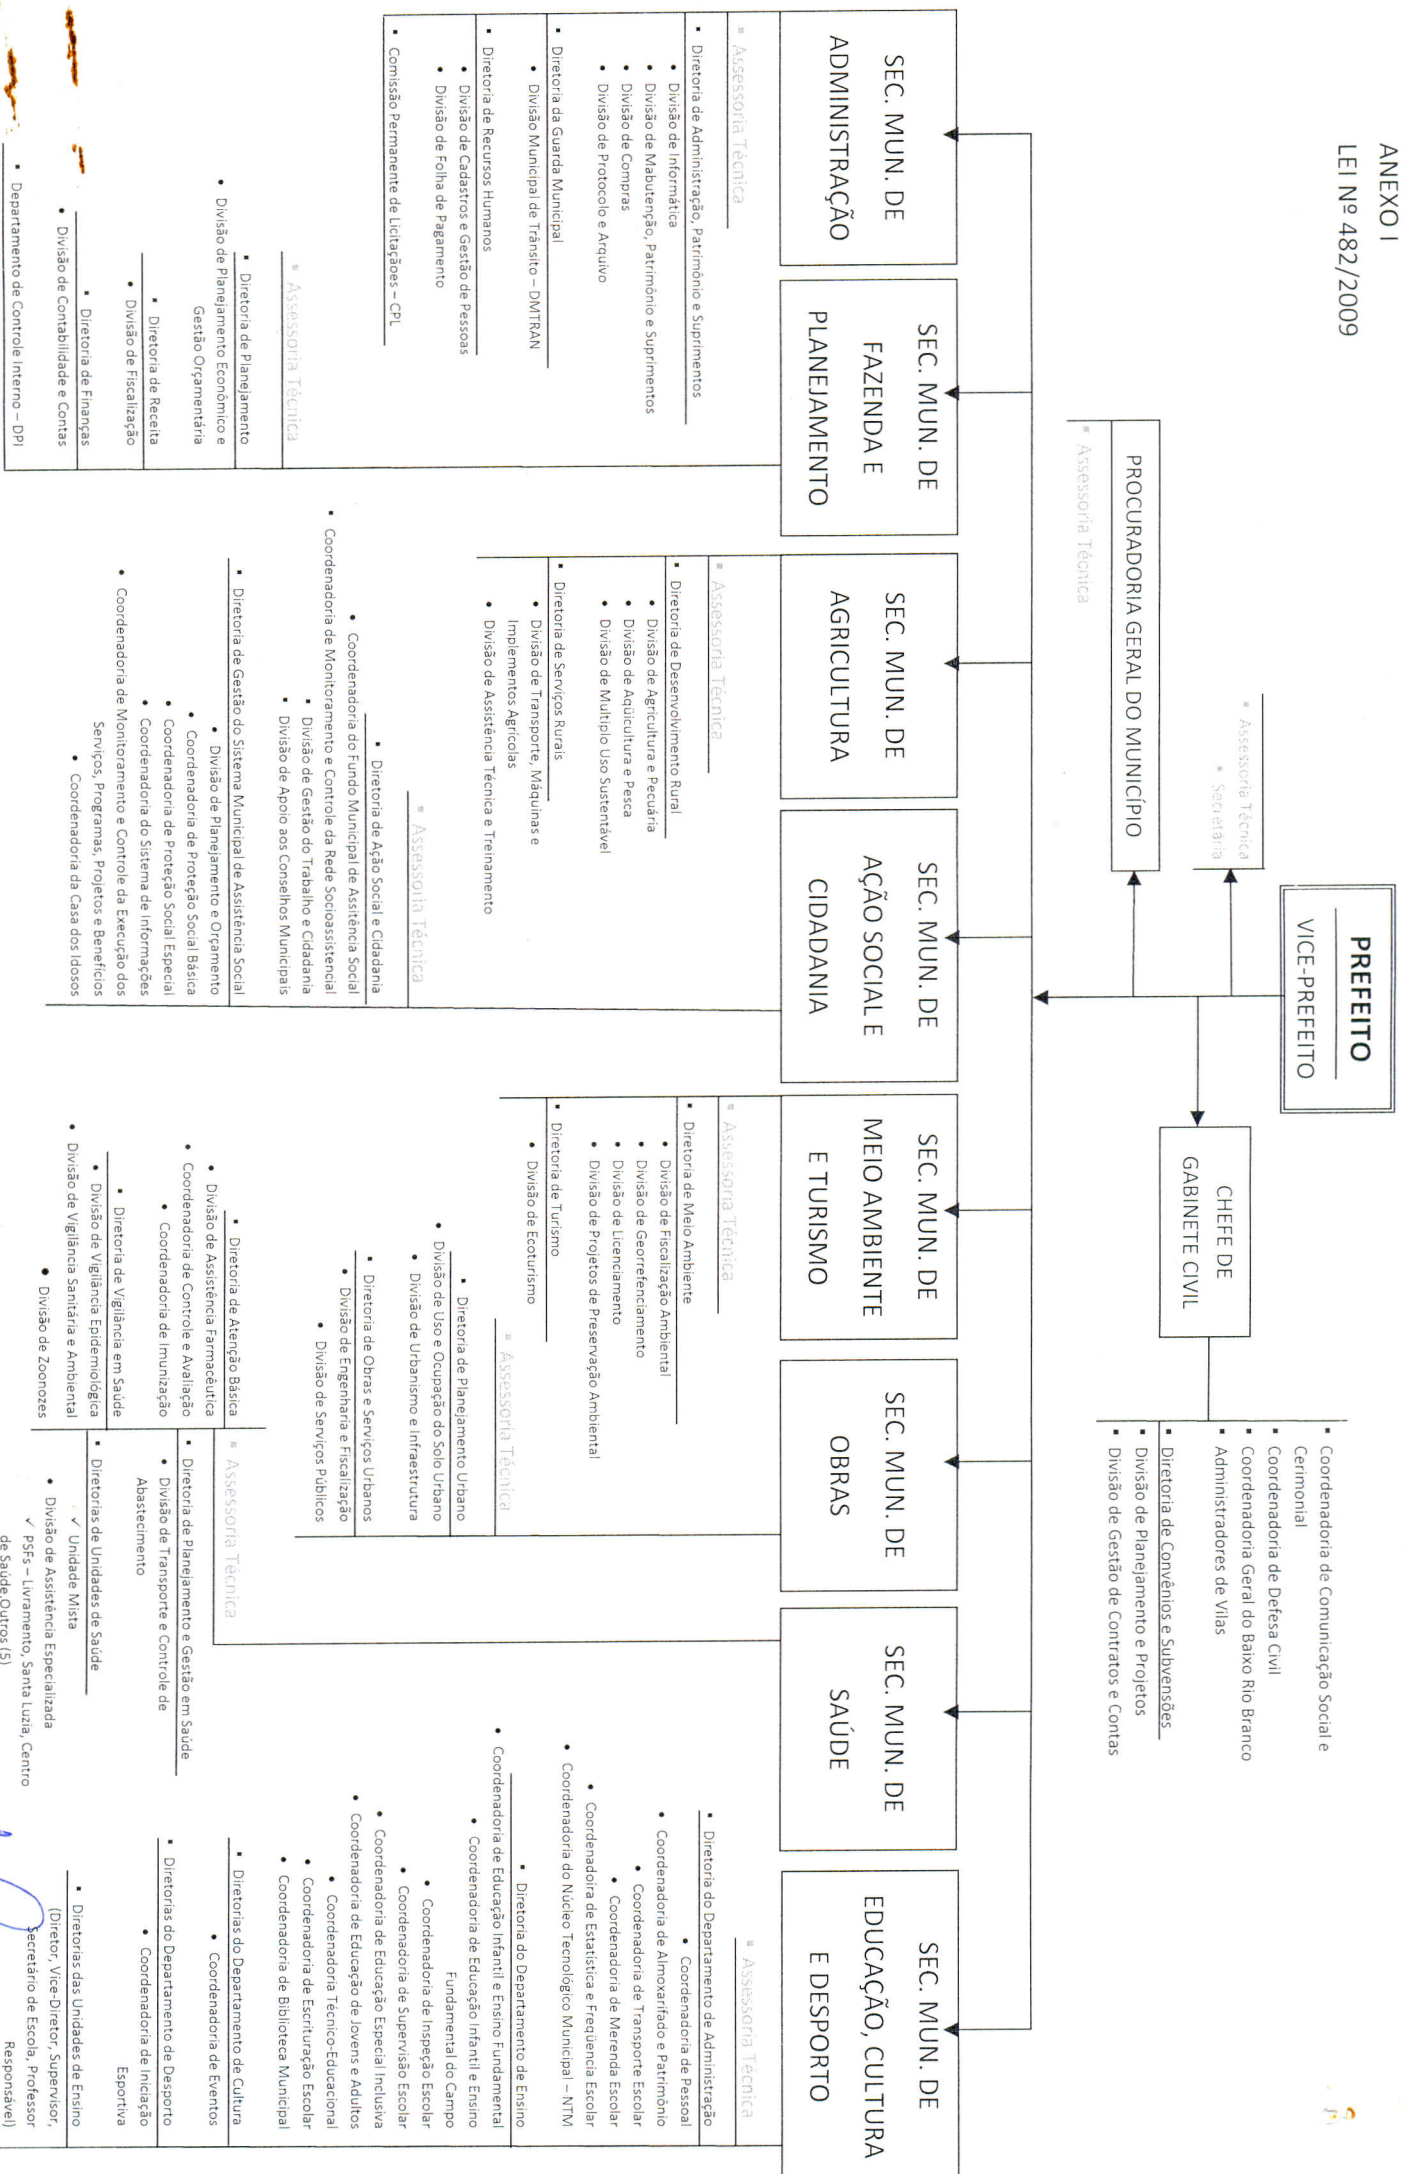 ANEXO I
LEI Nº 482/2009
PREFEITO
VICE-PREFEITO
▪ Assessoria Técnica
▪ Secretária
PROCURADORIA GERAL DO MUNICÍPIO
▪ Assessoria Técnica
CHEFE DE
GABINETE CIVIL
▪ Coordenadoria de Comunicação Social e
Cerimonial
▪ Coordenadoria de Defesa Civil
▪ Coordenadoria Geral do Baixo Rio Branco
▪ Administradores de Vilas
▪ Diretoria de Convênios e Subvensões
▪ Divisão de Planejamento e Projetos
▪ Divisão de Gestão de Contratos e Contas
SEC. MUN. DE
ADMINISTRAÇÃO
▪ Assessoria Técnica
▪ Diretoria de Administração, Patrimônio e Suprimentos
• Divisão de Informática
• Divisão de Mabutenção, Patrimônio e Suprimentos
• Divisão de Compras
• Divisão de Protocolo e Arquivo
▪ Diretoria da Guarda Municipal
• Divisão Municipal de Trânsito – DMTRAN
▪ Diretoria de Recursos Humanos
• Divisão de Cadastros e Gestão de Pessoas
• Divisão de Folha de Pagamento
▪ Comissão Permanente de Licitaçãoes – CPL
SEC. MUN. DE
FAZENDA E
PLANEJAMENTO
▪ Assessoria Técnica
▪ Diretoria de Planejamento
• Divisão de Planejamento Econômico e
Gestão Orçamentária
▪ Diretoria de Receita
• Divisão de Fiscalização
▪ Diretoria de Finanças
• Divisão de Contabilidade e Contas
▪ Departamento de Controle Interno – DPI
SEC. MUN. DE
AGRICULTURA
▪ Assessoria Técnica
▪ Diretoria de Desenvolvimento Rural
• Divisão de Agricultura e Pecuária
• Divisão de Aqüicultura e Pesca
• Divisão de Multiplo Uso Sustentável
▪ Diretoria de Serviços Rurais
• Divisão de Transporte, Máquinas e
Implementos Agrícolas
• Divisão de Assistência Técnica e Treinamento
SEC. MUN. DE
AÇÃO SOCIAL E
CIDADANIA
▪ Assessoria Técnica
▪ Diretoria de Ação Social e Cidadania
• Coordenadoria do Fundo Municipal de Assitência Social
▪ Coordenadoria de Monitoramento e Controle da Rede Socioassistencial
▪ Divisão de Gestão do Trabalho e Cidadania
▪ Divisão de Apoio aos Conselhos Municipais
▪ Diretoria de Gestão do Sistema Municipal de Assistência Social
• Divisão de Planejamento e Orçamento
• Coordenadoria de Proteção Social Básica
• Coordenadoria de Proteção Social Especial
• Coordenadoria do Sistema de Informações
• Coordenadoria de Monitoramento e Controle da Execução dos
Serviços, Programas, Projetos e Benefícios
• Coordenadoria da Casa dos Idosos
SEC. MUN. DE
MEIO AMBIENTE
E TURISMO
▪ Assessoria Técnica
▪ Diretoria de Meio Ambiente
• Divisão de Fiscalização Ambiental
• Divisão de Georrefenciamento
• Divisão de Licenciamento
• Divisão de Projetos de Preservação Ambiental
▪ Diretoria de Turismo
• Divisão de Ecoturismo
SEC. MUN. DE
OBRAS
▪ Assessoria Técnica
▪ Diretoria de Planejamento Urbano
• Divisão de Uso e Ocupação do Solo Urbano
• Divisão de Urbanismo e Infraestrutura
▪ Diretoria de Obras e Serviços Urbanos
• Divisão de Engenharia e Fiscalização
• Divisão de Serviços Públicos
SEC. MUN. DE
SAÚDE
▪ Diretoria de Atenção Básica
• Divisão de Assistência Farmacêutica
• Coordenadoria de Controle e Avaliação
• Coordenadoria de Imunização
▪ Diretoria de Vigilância em Saúde
• Divisão de Vigilância Epidemiológica
• Divisão de Vigilância Sanitária e Ambiental
• Divisão de Zoonozes
▪ Assessoria Técnica
▪ Diretoria de Planejamento e Gestão em Saúde
• Divisão de Transporte e Controle de
Abastecimento
▪ Diretorias de Unidades de Saúde
✓ Unidade Mista
• Divisão de Assistência Especializada
✓ PSFs – Livramento, Santa Luzia, Centro
de Saúde,Outros (5)
SEC. MUN. DE
EDUCAÇÃO, CULTURA
E DESPORTO
▪ Assessoria Técnica
▪ Diretoria do Departamento de Administração
• Coordenadoria de Pessoal
• Coordenadoria de Almoxarifado e Patrimônio
• Coordenadoria de Transporte Escolar
• Coordenadoria de Merenda Escolar
• Coordenadoira de Estatística e Freqüencia Escolar
• Coordenadoria do Núcleo Tecnológico Municipal – NTM
▪ Diretoria do Departamento de Ensino
• Coordenadoria de Educação Infantil e Ensino Fundamental
• Coordenadoria de Educação Infantil e Ensino
Fundamental do Campo
• Coordenadoria de Inspeção Escolar
• Coordenadoria de Supervisão Escolar
• Coordenadoria de Educação Especial Inclusiva
• Coordenadoria de Educação de Jovens e Adultos
• Coordenadoria Técnico-Educacional
• Coordenadoria de Escrituração Escolar
• Coordenadoria de Biblioteca Municipal
▪ Diretorias do Departamento de Cultura
• Coordenadoria de Eventos
▪ Diretorias do Departamento de Desporto
• Coordenadoria de Iniciação
Esportiva
▪ Diretorias das Unidades de Ensino
(Diretor, Vice-Diretor, Supervisor,
Secretário de Escola, Professor
Responsável)